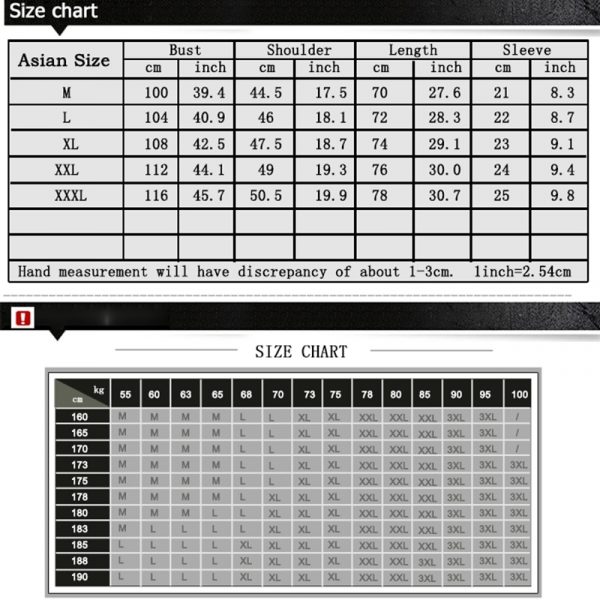 Size chart
Asian Size Bust Shoulder Length Sleeve
cm inch cm inch cm inch cm inch
M 100 39.4 44.5 17.5 70 27.6 21 8.3
L 104 40.9 46 18.1 72 28.3 22 8.7
XL 108 42.5 47.5 18.7 74 29.1 23 9.1
XXL 112 44.1 49 19.3 76 30.0 24 9.4
XXXL 116 45.7 50.5 19.9 78 30.7 25 9.8
Hand measurement will have discrepancy of about 1-3cm. 1inch=2.54cm
!
SIZE CHART
kg cm 55 60 63 65 68 70 73 75 78 80 85 90 95 100
160 M M M M L L XL XL XXL XXL XXL 3XL 3XL /
165 M M M M L L XL XL XXL XXL XXL 3XL 3XL /
170 M M M M L L XL XL XXL XXL XXL 3XL 3XL /
173 M M M M L L XL XL XXL XXL XXL 3XL 3XL 3XL
175 M M M M L L XL XL XXL XXL XXL 3XL 3XL 3XL
178 M M M M L XL XL XL XXL XXL XXL 3XL 3XL 3XL
180 M M L L L XL XL XL XXL XXL XXL 3XL 3XL 3XL
183 M L L L L XL XL XL XXL XXL XXL 3XL 3XL 3XL
185 L L L L XL XL XL XXL XXL XXL 3XL 3XL 3XL 3XL
188 L L L L XL XL XL XXL XXL XXL 3XL 3XL 3XL 3XL
190 L L L L XL XL XL XXL XXL XXL 3XL 3XL 3XL 3XL